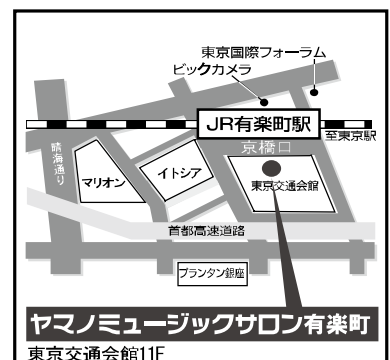 東京国際フォーラム
ビックカメラ
JR有楽町駅
至東京駅
京橋口
晴海通り
マリオン
イトシア
東京交通会館
首都高速道路
プランタン銀座
ヤマノミュージックサロン有楽町
東京交通会館11F